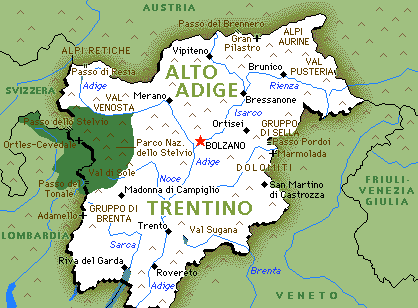 AUSTRIA
Passo del Brennero
Gran
Pilastro
ALPI
AURINE
ALPI RETICHE
Vipiteno
Passo di Resia
ALTO
ADIGE
Brunico
VAL
PUSTERIA
SVIZZERA
Adige
Rienza
VAL
VENOSTA
Merano
Bressanone
Isarco
Passo dello Stelvio
Ortisei
GRUPPO
DI SELLA
Ortles-Cevedale
Parco Naz.
dello Stelvio
BOLZANO
Passo Pordoi
Marmolada
Adige
Val di Sole
Noce
DOLOMITI
Passo del
Tonale
Madonna di Campiglio
San Martino
di Castrozza
FRIULI-
VENEZIA
GIULIA
Adamello
GRUPPO DI
BRENTA
TRENTINO
LOMBARDIA
Trento
Val Sugana
Sarca
Riva del Garda
Rovereto
Brenta
Adige
VENETO